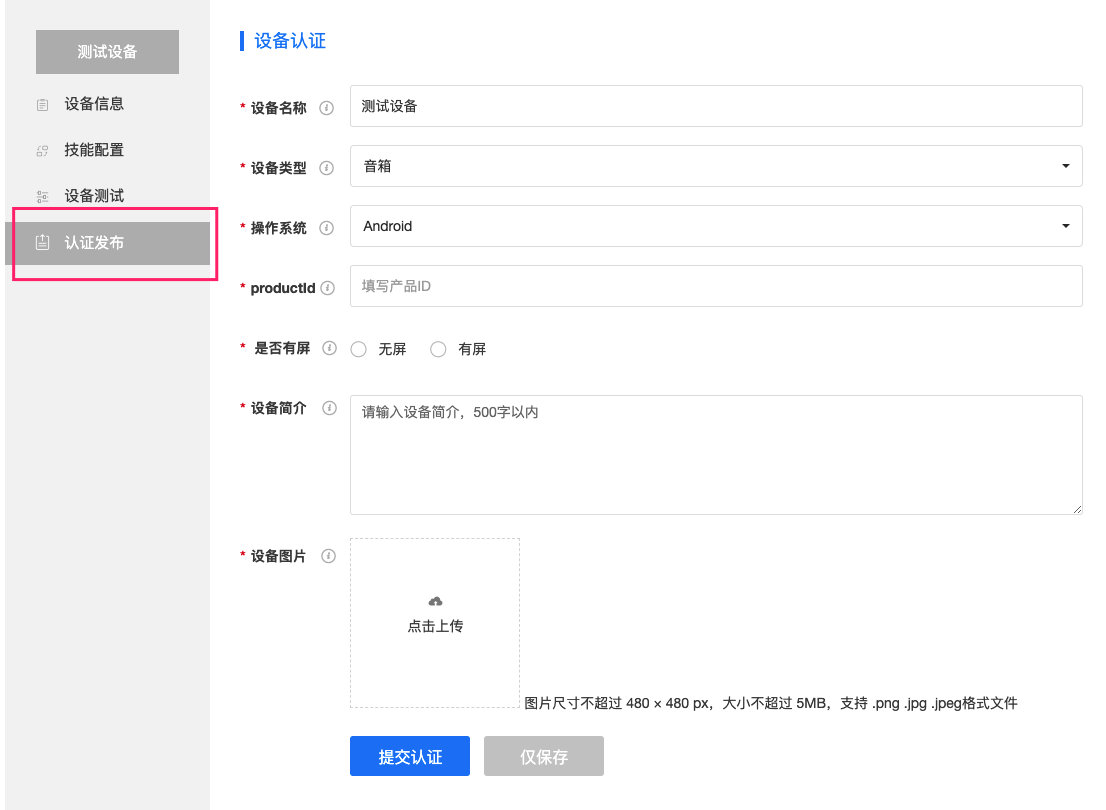 测试设备
设备信息
技能配置
设备测试
认证发布
设备认证
* 设备名称 i 测试设备
* 设备类型 i 音箱
* 操作系统 i Android
* productId i 填写产品ID
* 是否有屏 i 无屏 有屏
* 设备简介 i 请输入设备简介，500字以内
* 设备图片 i
点击上传
图片尺寸不超过 480 × 480 px，大小不超过 5MB，支持 .png .jpg .jpeg格式文件
提交认证 仅保存